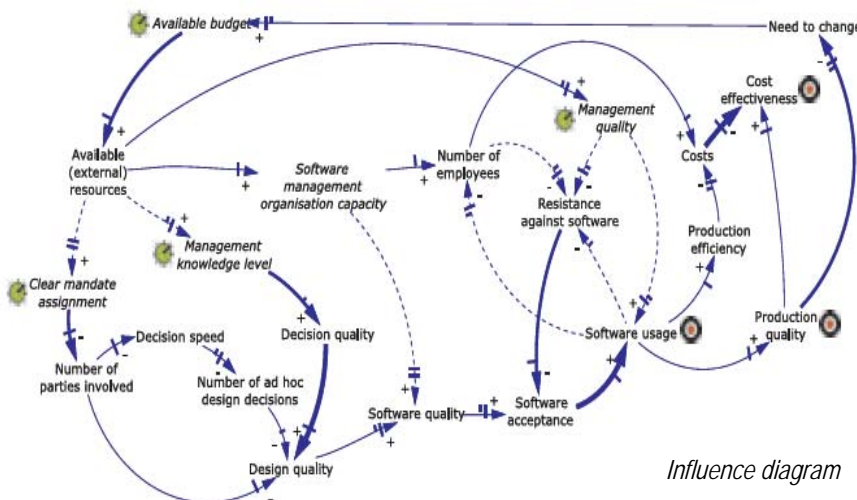 Available budget
Need to change
Cost
effectiveness
Management
quality
Available
(external)
resources
Software
management
organisation capacity
Number of
employees
Costs
Resistance
against software
Production
efficiency
Clear mandate
assignment
Management
knowledge level
Decision speed
Decision quality
Software usage
Production
quality
Number of
parties involved
Number of ad hoc
design decisions
Software quality
Software
acceptance
Design quality
Influence diagram